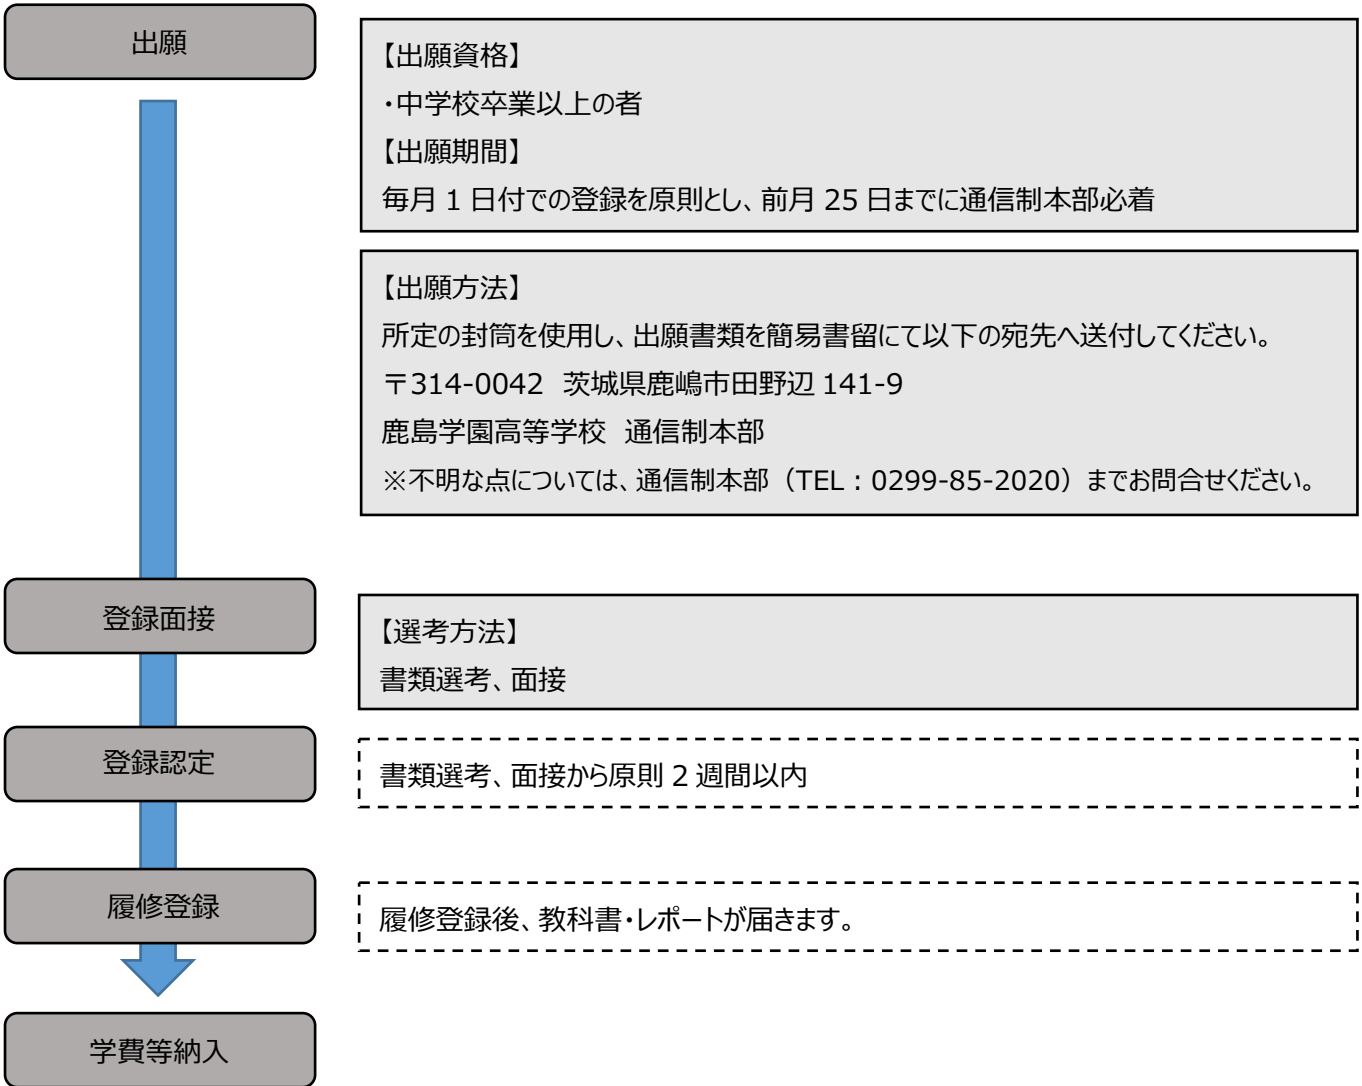 出願
【出願資格】
・中学校卒業以上の者
【出願期間】
毎月 1 日付での登録を原則とし、前月 25 日までに通信制本部必着
【出願方法】
所定の封筒を使用し、出願書類を簡易書留にて以下の宛先へ送付してください。
〒314-0042 茨城県鹿嶋市田野辺 141-9
鹿島学園高等学校 通信制本部
※不明な点については、通信制本部（TEL：0299-85-2020）までお問合せください。
登録面接
【選考方法】
書類選考、面接
登録認定
書類選考、面接から原則 2 週間以内
履修登録
履修登録後、教科書・レポートが届きます。
学費等納入